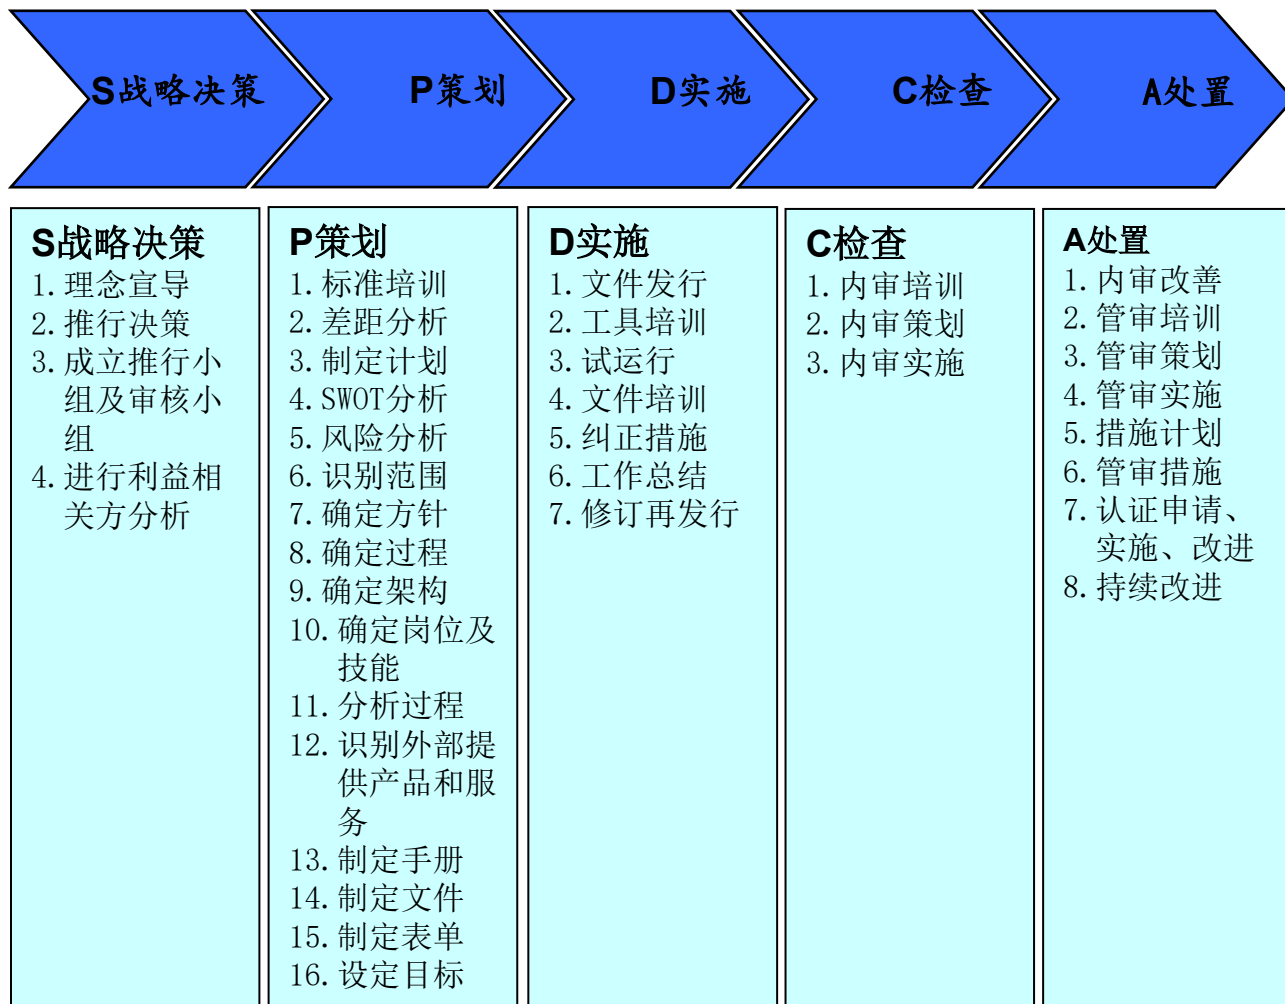 S战略决策
P策划
D实施
C检查
A处置
S战略决策
1.理念宣导
2.推行决策
3.成立推行小
组及审核小
组
4.进行利益相
关方分析
P策划
1.标准培训
2.差距分析
3.制定计划
4.SWOT分析
5.风险分析
6.识别范围
7.确定方针
8.确定过程
9.确定架构
10.确定岗位及
技能
11.分析过程
12.识别外部提
供产品和服
务
13.制定手册
14.制定文件
15.制定表单
16.设定目标
D实施
1.文件发行
2.工具培训
3.试运行
4.文件培训
5.纠正措施
6.工作总结
7.修订再发行
C检查
1.内审培训
2.内审策划
3.内审实施
A处置
1.内审改善
2.管审培训
3.管审策划
4.管审实施
5.措施计划
6.管审措施
7.认证申请、
实施、改进
8.持续改进